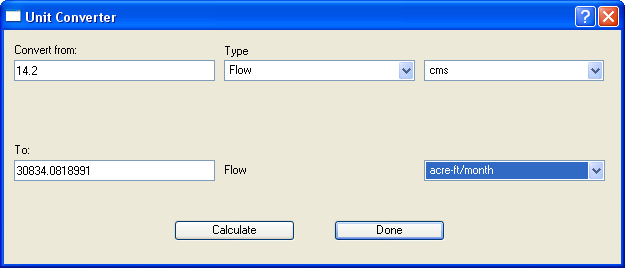 Unit Converter
Convert from: Type
14.2 Flow cms
To:
30834.0818991 Flow acre-ft/month
Calculate Done